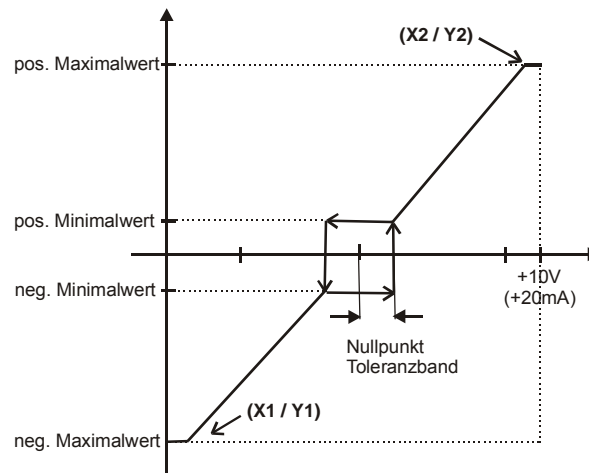 (X2 / Y2)
pos. Maximalwert
pos. Minimalwert
+10V
(+20mA)
neg. Minimalwert
Nullpunkt
Toleranzband
(X1 / Y1)
neg. Maximalwert